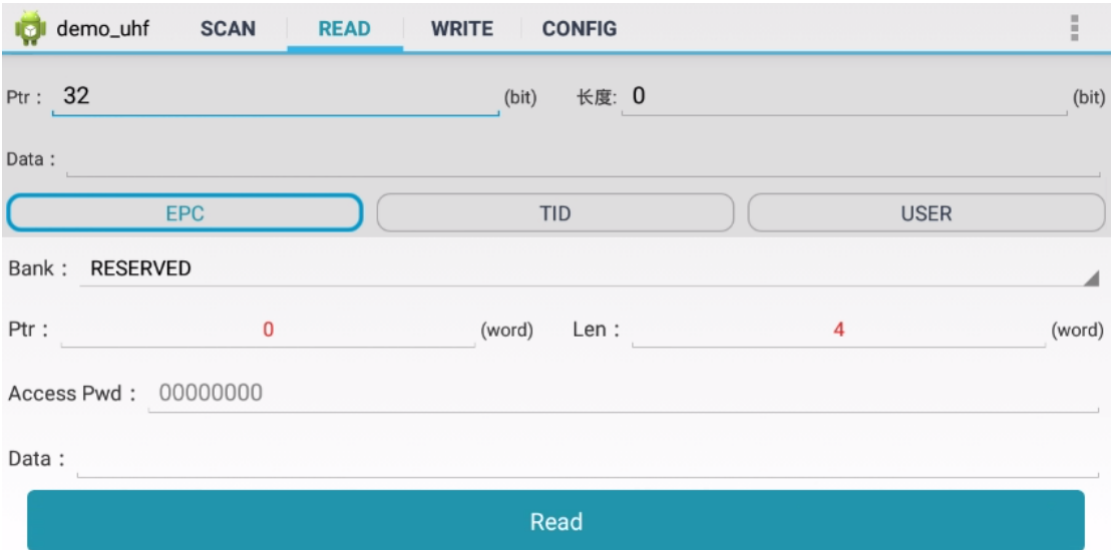 demo_uhf SCAN READ WRITE CONFIG
Ptr : 32 (bit) 长度: 0 (bit)
Data :
EPC TID USER
Bank : RESERVED
Ptr : 0 (word) Len : 4 (word)
Access Pwd : 00000000
Data :
Read